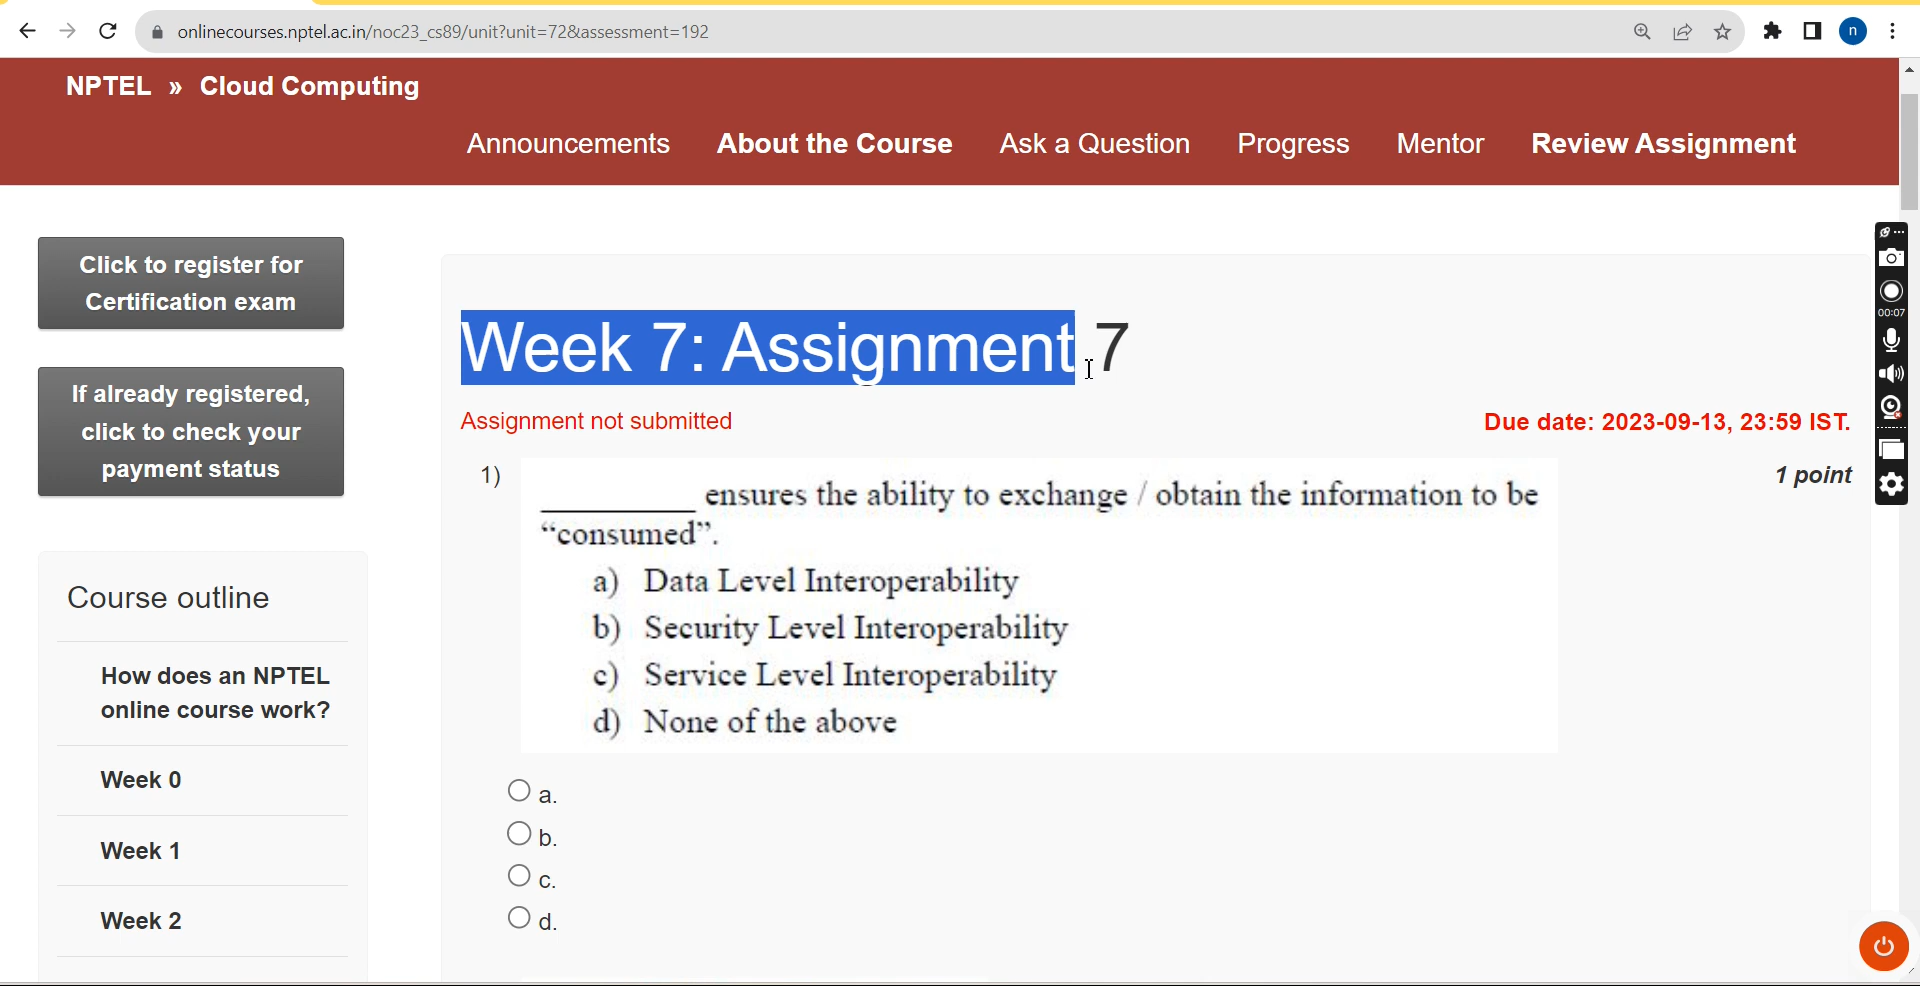 onlinecourses.nptel.ac.in/noc23_cs89/unit?unit=72&assessment=192
n
NPTEL » Cloud Computing
Announcements About the Course Ask a Question Progress Mentor Review Assignment
Click to register for
Certification exam
If already registered,
click to check your
payment status
Course outline
How does an NPTEL
online course work?
Week 0
Week 1
Week 2
Week 7: Assignment 7
Assignment not submitted
Due date: 2023-09-13, 23:59 IST.
1)
1 point
__________ ensures the ability to exchange / obtain the information to be
“consumed”.
a) Data Level Interoperability
b) Security Level Interoperability
c) Service Level Interoperability
d) None of the above
a.
b.
c.
d.
00:07